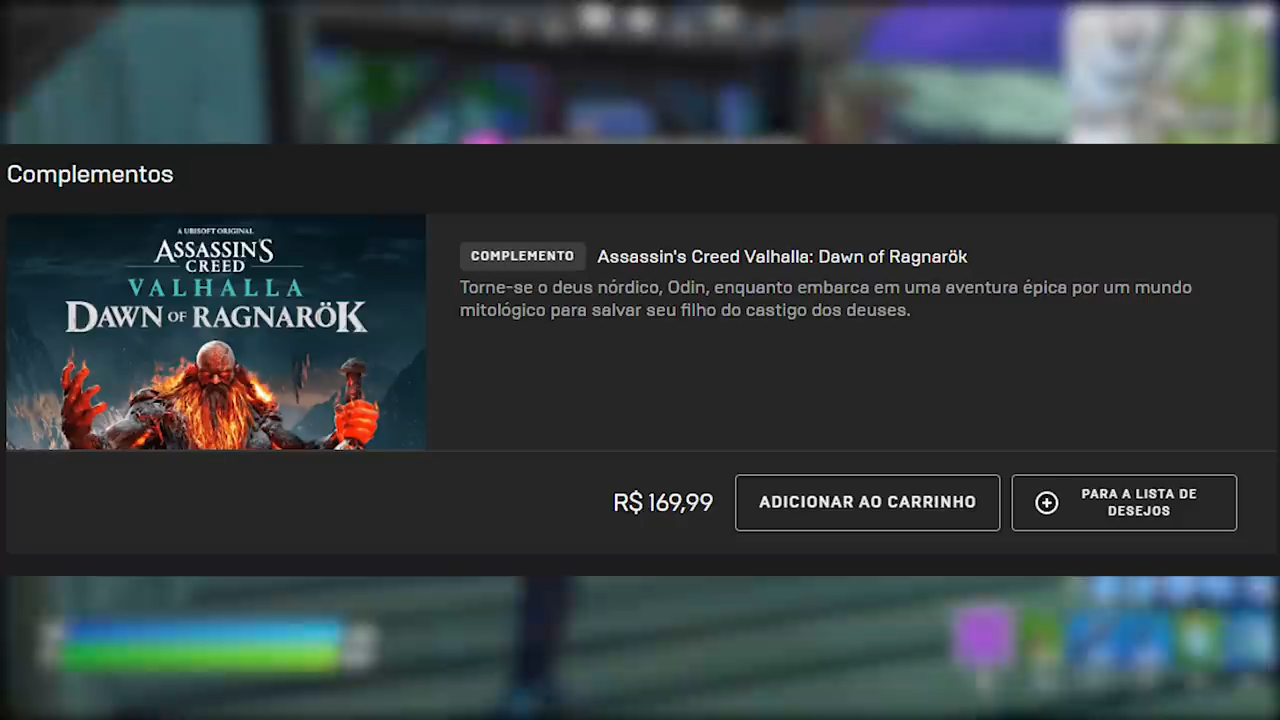 Complementos
A UBISOFT ORIGINAL
ASSASSIN'S
CREED
VALHALLA
DAWN OF RAGNARÖK
COMPLEMENTO Assassin's Creed Valhalla: Dawn of Ragnarök
Torne-se o deus nórdico, Odin, enquanto embarca em uma aventura épica por um mundo
mitológico para salvar seu filho do castigo dos deuses.
R$ 169,99
ADICIONAR AO CARRINHO
PARA A LISTA DE
DESEJOS